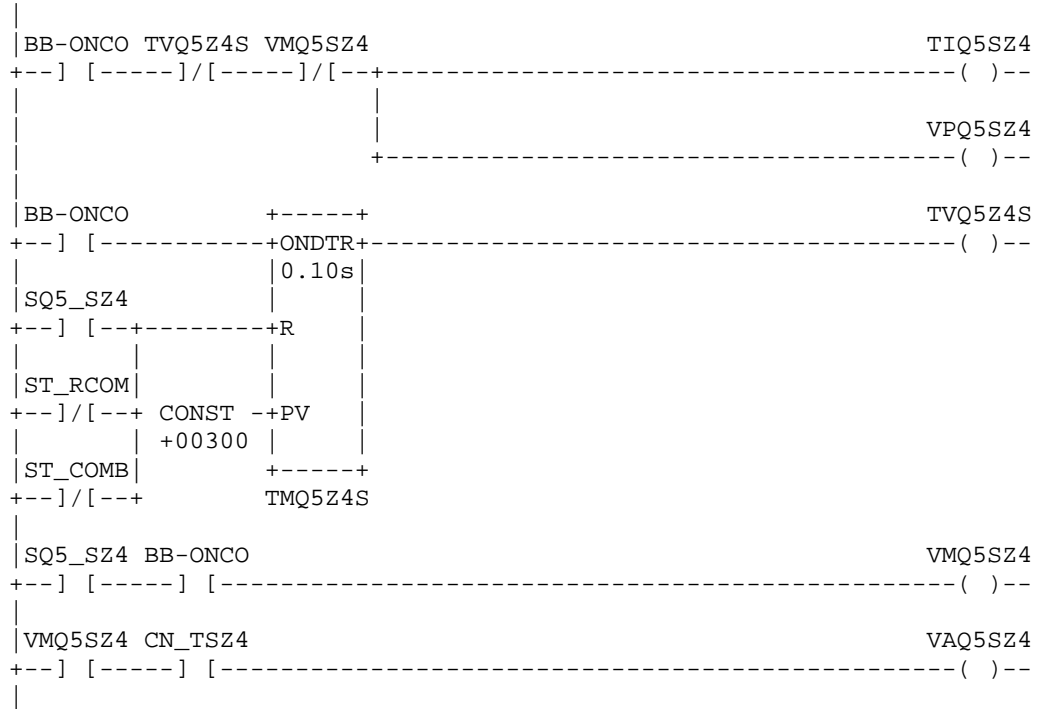 |
|BB-ONCO TVQ5Z4S VMQ5SZ4                                     TIQ5SZ4
+--] [-----]/[-----]/[--+--------------------------------------( )--
|                       |
|                       |                                    VPQ5SZ4
|                       +--------------------------------------( )--
|
|BB-ONCO         +-----+                                     TVQ5Z4S
+--] [-----------+ONDTR+---------------------------------------( )--
|                |0.10s|
|SQ5_SZ4         |     |
+--] [--+--------+R    |
|       |        |     |
|ST_RCOM|        |     |
+--]/[--+ CONST -+PV   |
|       | +00300 |     |
|ST_COMB|        +-----+
+--]/[--+        TMQ5Z4S
|
|SQ5_SZ4 BB-ONCO                                             VMQ5SZ4
+--] [-----] [-------------------------------------------------( )--
|
|VMQ5SZ4 CN_TSZ4                                             VAQ5SZ4
+--] [-----] [-------------------------------------------------( )--
|